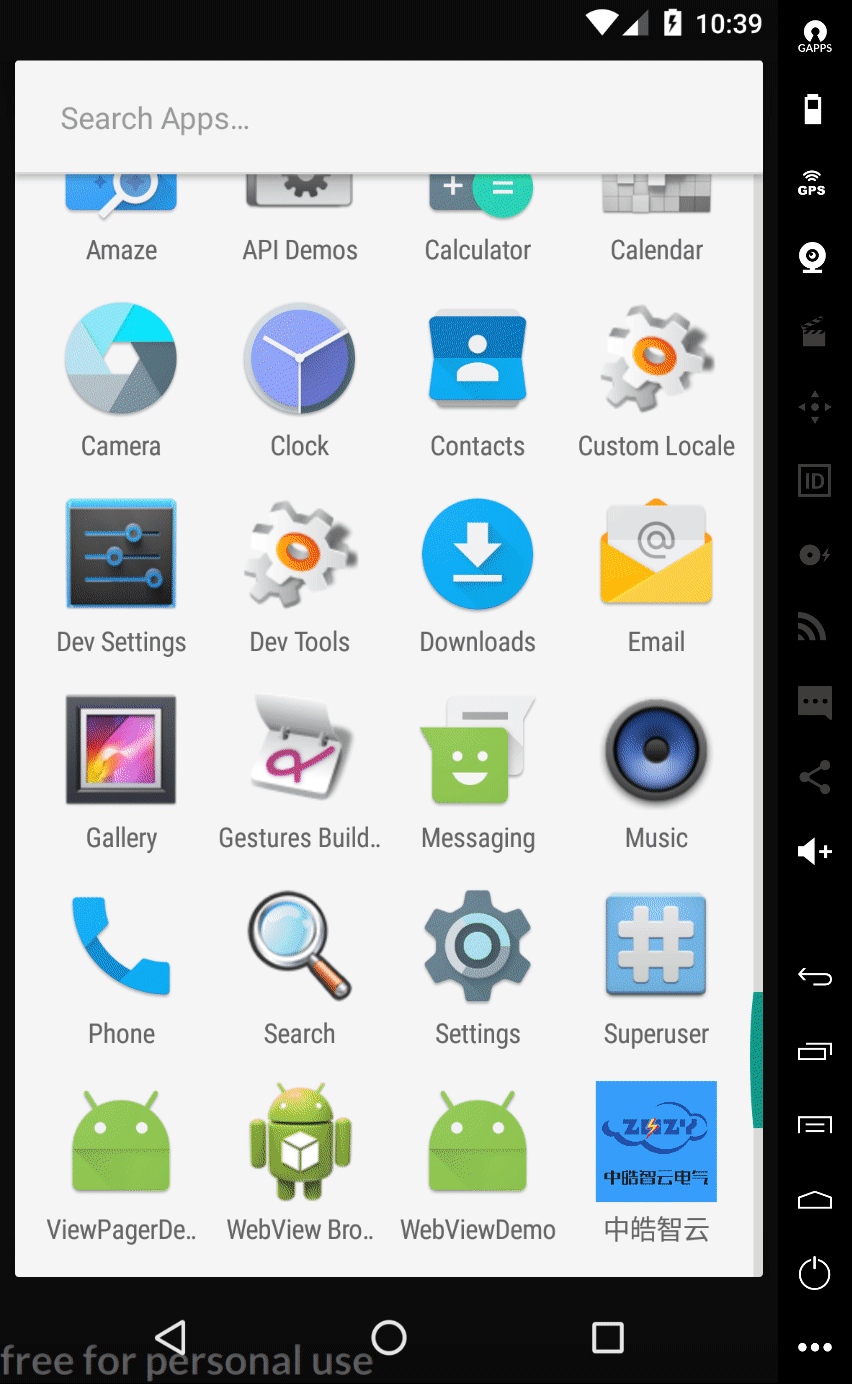 10:39
GAPPS
Search Apps…
GPS
Amaze
API Demos
Calculator
Calendar
Camera
Clock
Contacts
Custom Locale
ID
Dev Settings
Dev Tools
Downloads
Email
Gallery
Gestures Build..
Messaging
Music
Phone
Search
Settings
Superuser
ZHZY
中皓智云电气
ViewPagerDe..
WebView Bro..
WebViewDemo
中皓智云
free for personal use